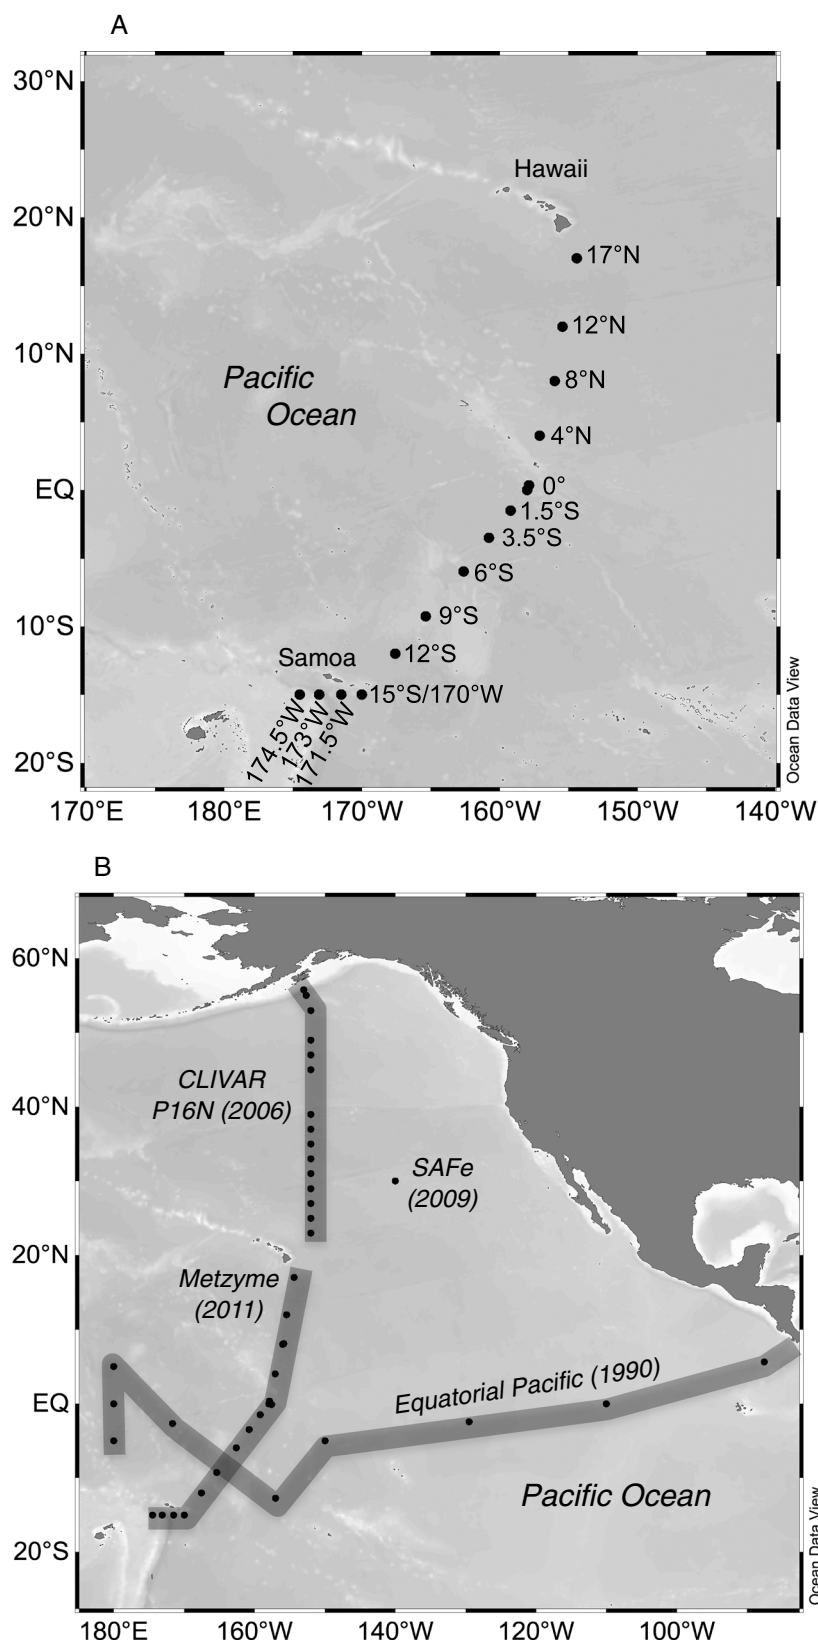 A
30°N
Hawaii
20°N
17°N
12°N
10°N
Pacific
Ocean
8°N
4°N
EQ
0°
1.5°S
3.5°S
6°S
9°S
10°S
12°S
Samoa
15°S/170°W
174.5°W
173°W
171.5°W
20°S
Ocean Data View
170°E
180°E
170°W
160°W
150°W
140°W
B
60°N
CLIVAR
P16N (2006)
40°N
SAFe
(2009)
20°N
Metzyme
(2011)
Equatorial Pacific (1990)
EQ
Pacific Ocean
20°S
Ocean Data View
180°E
160°W
140°W
120°W
100°W